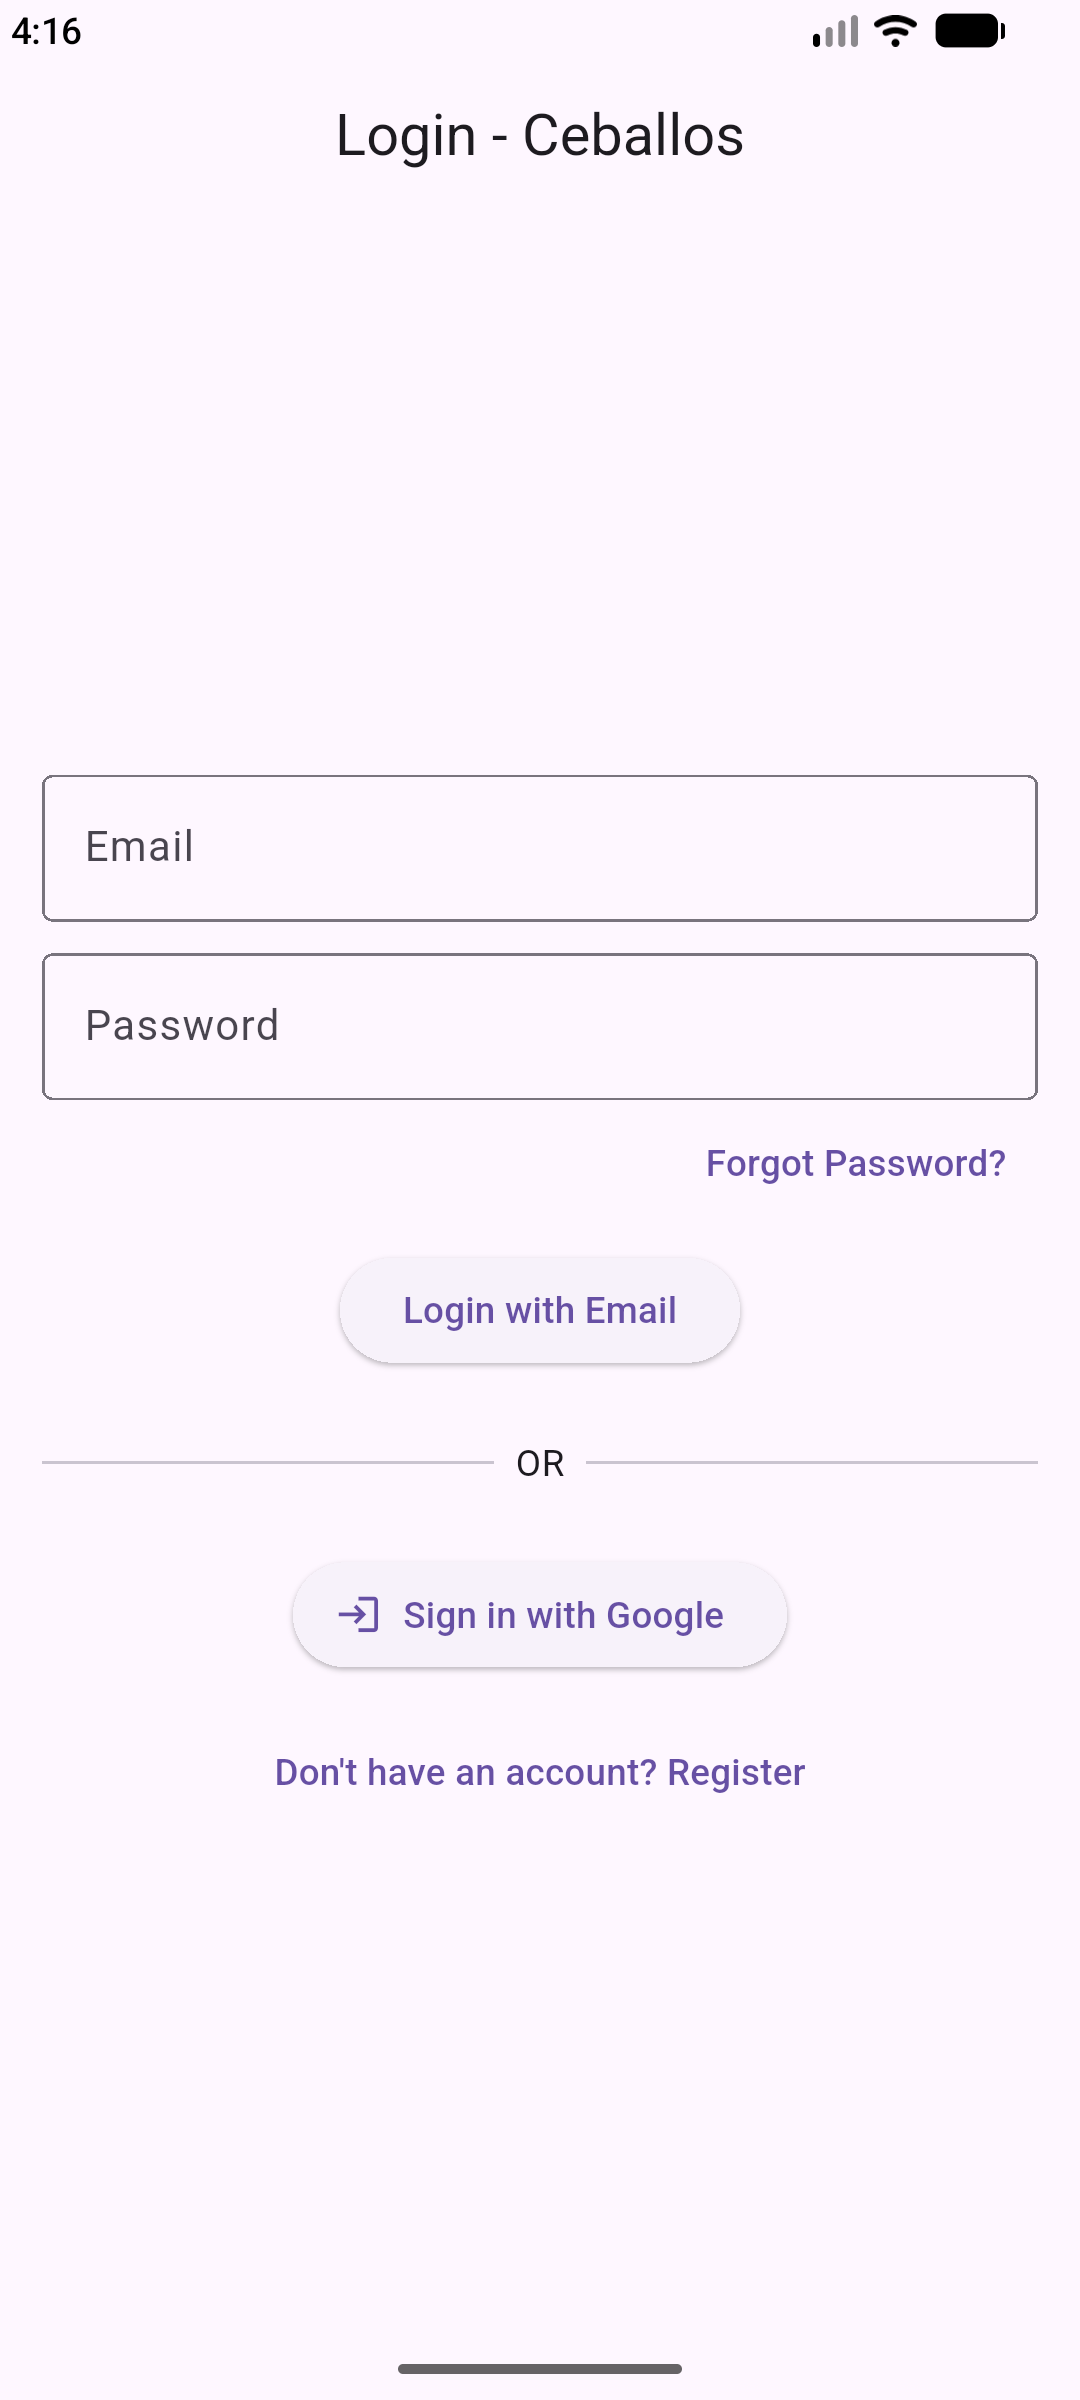 4:16
Login - Ceballos
Email
Password
Forgot Password?
Login with Email
OR
Sign in with Google
Don't have an account? Register